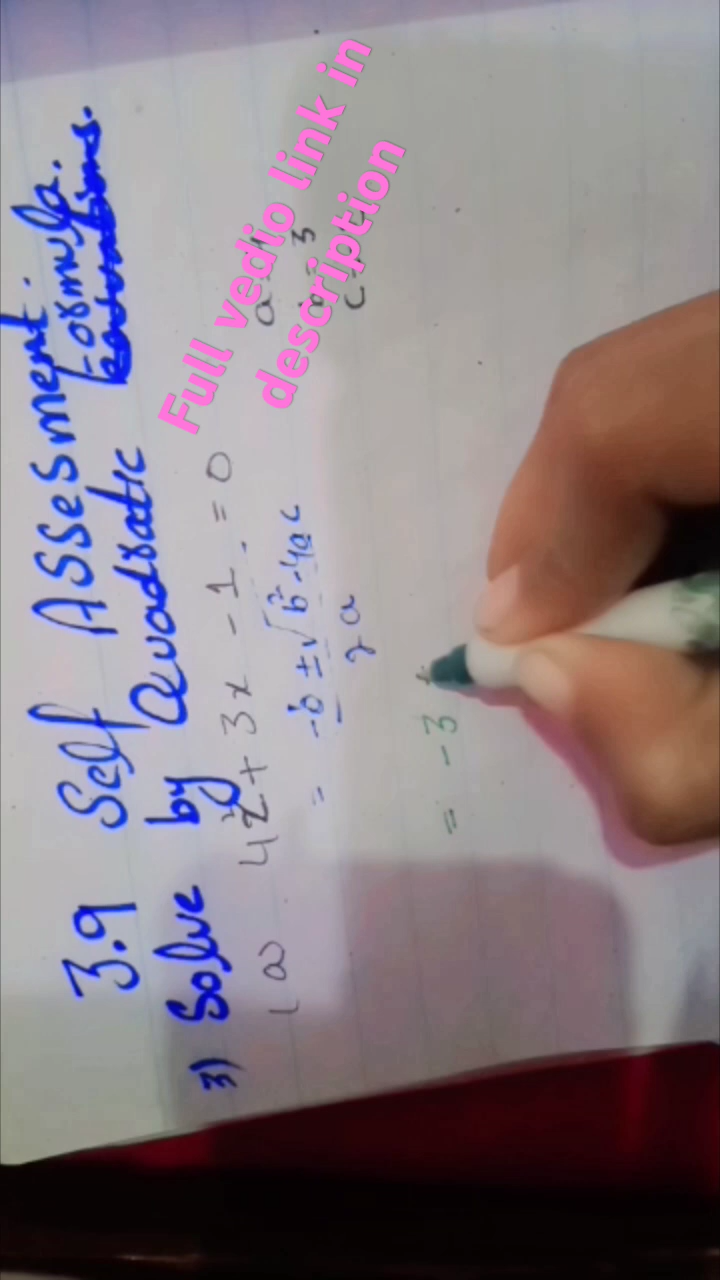 3.9 Self Assesment.
3) Solve by Quadratic Formula.
(a) 4x² + 3x - 1 = 0
= -b ± √b²-4ac
2a
= -3
Full vedio link in
description